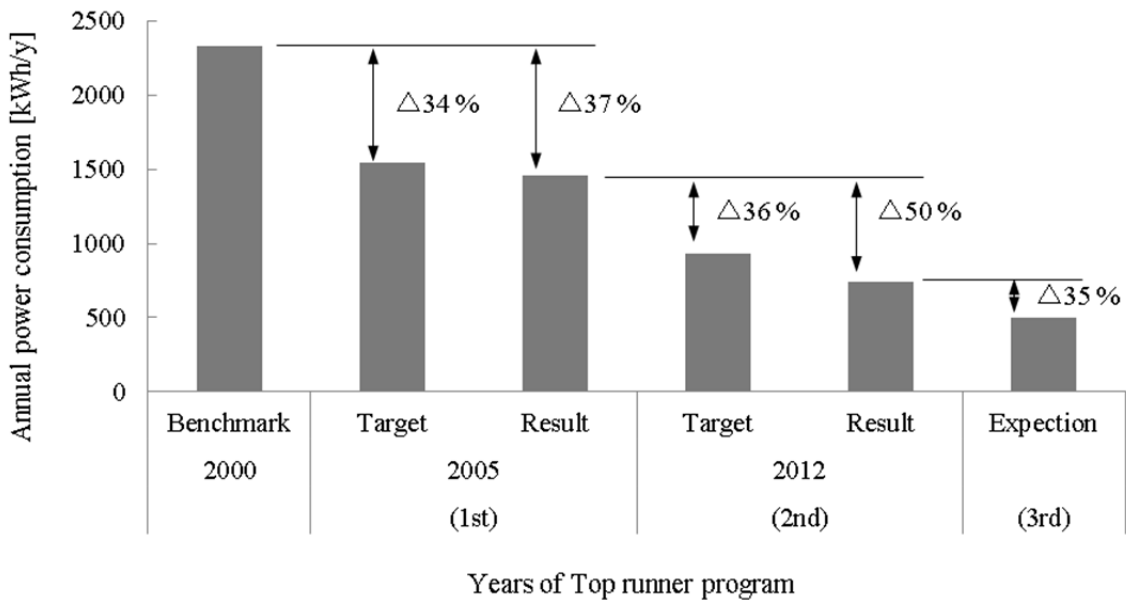 Annual power consumption [kWh/y]
2500
2000
1500
1000
500
0
△34%
△37%
△36%
△50%
△35%
Benchmark Target Result Target Result Expection
2000 2005 2012
(1st) (2nd) (3rd)
Years of Top runner program